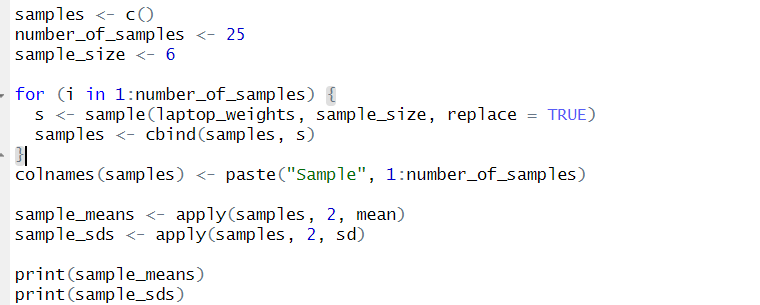 samples <- c()
number_of_samples <- 25
sample_size <- 6
for (i in 1:number_of_samples) {
  s <- sample(laptop_weights, sample_size, replace = TRUE)
  samples <- cbind(samples, s)
}
colnames(samples) <- paste("Sample", 1:number_of_samples)
sample_means <- apply(samples, 2, mean)
sample_sds <- apply(samples, 2, sd)
print(sample_means)
print(sample_sds)